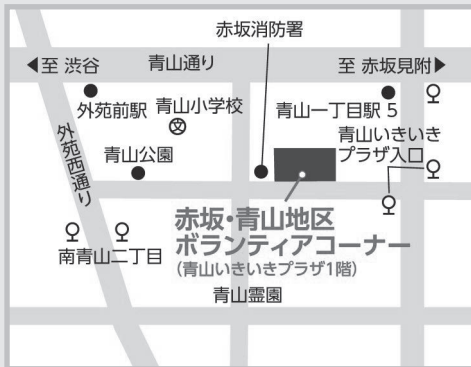 赤坂消防署
◀至 渋谷
青山通り
至 赤坂見附▶
外苑前駅
青山小学校
文
青山一丁目駅 5
外苑西通り
青山公園
青山いきいき
プラザ入口
赤坂・青山地区
ボランティアコーナー
(青山いきいきプラザ1階)
南青山二丁目
青山霊園